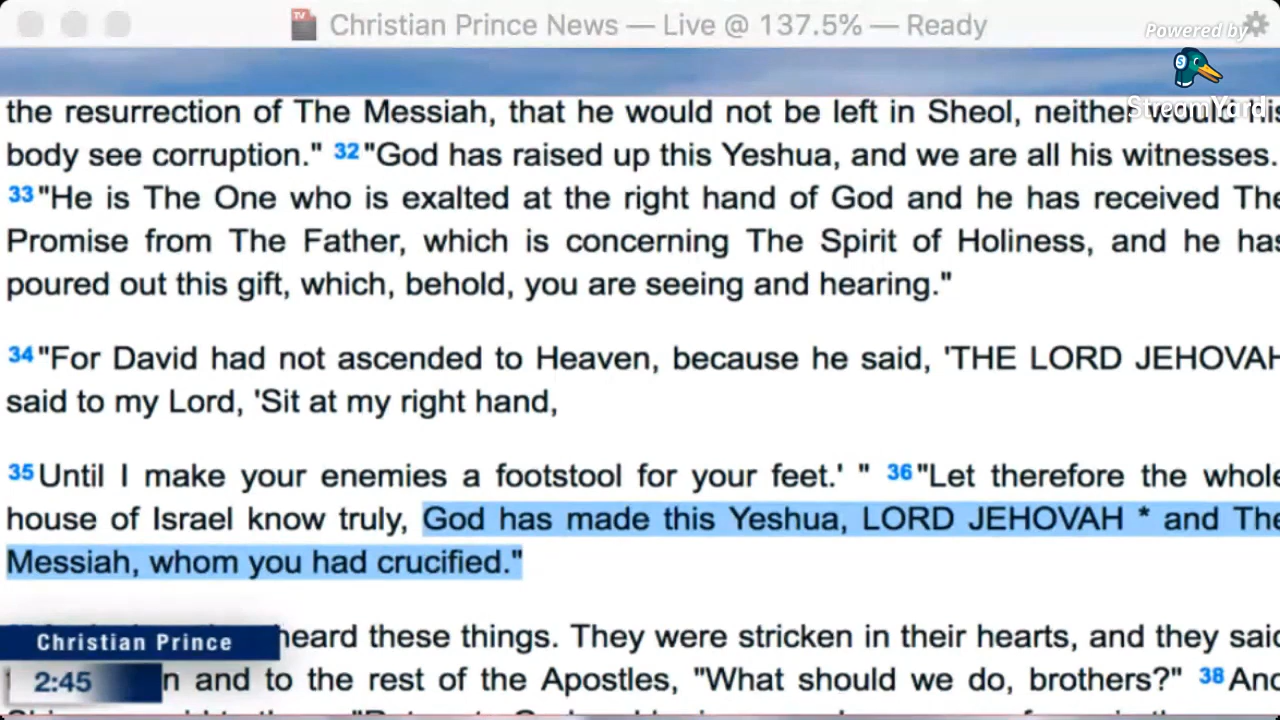 TV Christian Prince News — Live @ 137.5% — Ready
Powered by
S
StreamYard
the resurrection of The Messiah, that he would not be left in Sheol, neither would his
body see corruption." 32 "God has raised up this Yeshua, and we are all his witnesses.
33 "He is The One who is exalted at the right hand of God and he has received The
Promise from The Father, which is concerning The Spirit of Holiness, and he has
poured out this gift, which, behold, you are seeing and hearing."
34 "For David had not ascended to Heaven, because he said, 'THE LORD JEHOVAH
said to my Lord, 'Sit at my right hand,
35 Until I make your enemies a footstool for your feet.' " 36 "Let therefore the whole
house of Israel know truly, God has made this Yeshua, LORD JEHOVAH * and The
Messiah, whom you had crucified."
heard these things. They were stricken in their hearts, and they said
n and to the rest of the Apostles, "What should we do, brothers?" 38 And
Christian Prince
2:45